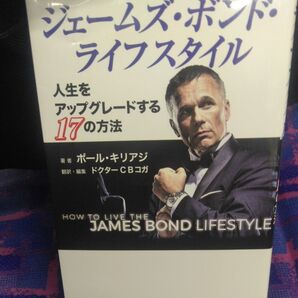 ジェームズ・ボンド・
ライフスタイル
人生を
アップグレードする
17の方法
著者 ポール・キリアジ
翻訳・編集 ドクターCBコガ
HOW TO LIVE THE
JAMES BOND LIFESTYLE